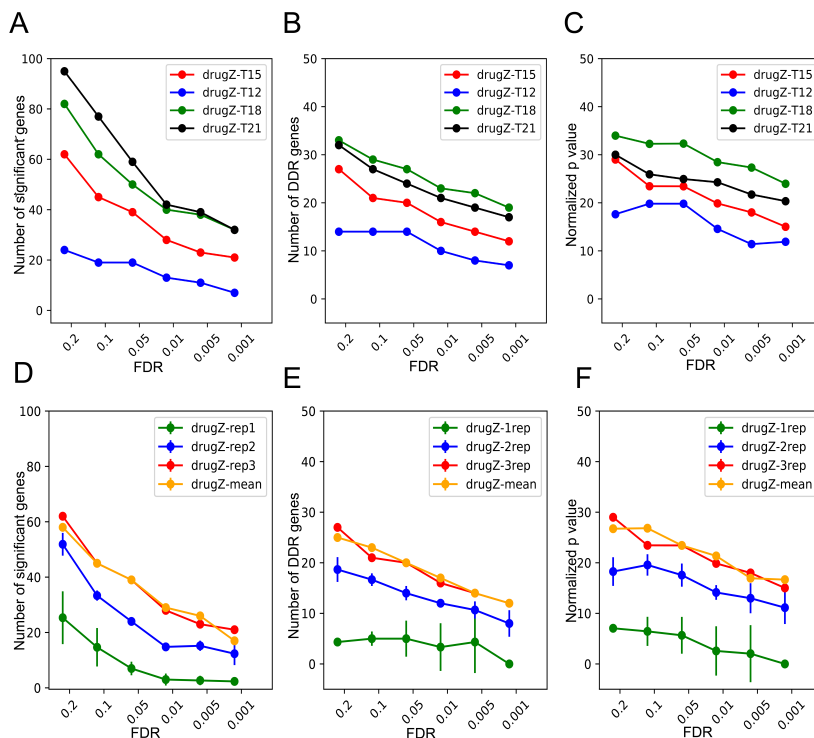 A
Number of significant genes
100
80
60
40
20
0
drugZ-T15
drugZ-T12
drugZ-T18
drugZ-T21
0.2
0.1
0.05
0.01
0.005
0.001
FDR
B
Number of DDR genes
50
40
30
20
10
0
drugZ-T15
drugZ-T12
drugZ-T18
drugZ-T21
0.2
0.1
0.05
0.01
0.005
0.001
FDR
C
Normalized p value
50
40
30
20
10
0
drugZ-T15
drugZ-T12
drugZ-T18
drugZ-T21
0.2
0.1
0.05
0.01
0.005
0.001
FDR
D
Number of significant genes
100
80
60
40
20
0
drugZ-rep1
drugZ-rep2
drugZ-rep3
drugZ-mean
0.2
0.1
0.05
0.01
0.005
0.001
FDR
E
Number of DDR genes
50
40
30
20
10
0
drugZ-1rep
drugZ-2rep
drugZ-3rep
drugZ-mean
0.2
0.1
0.05
0.01
0.005
0.001
FDR
F
Normalized p value
50
40
30
20
10
0
drugZ-1rep
drugZ-2rep
drugZ-3rep
drugZ-mean
0.2
0.1
0.05
0.01
0.005
0.001
FDR